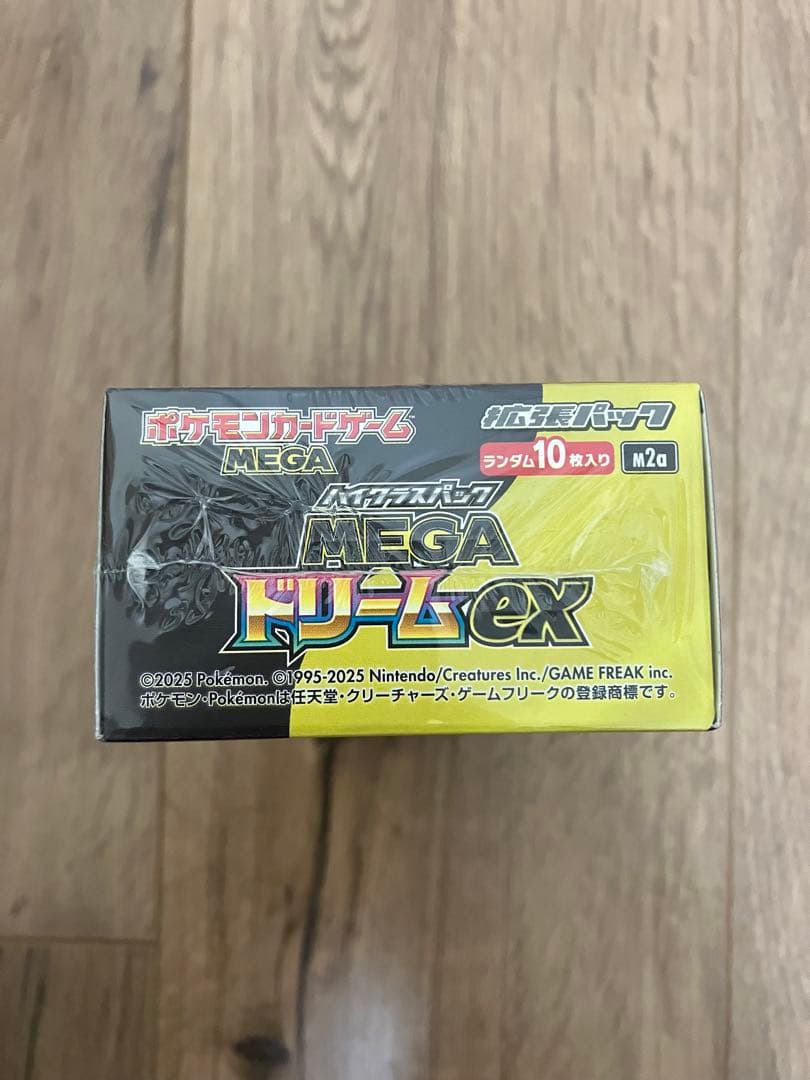 ポケモンカードゲーム
MEGA
拡張パック
ランダム10枚入り
M2a
ハイクラスパック
MEGA
ドリームex
©2025 Pokémon. ©1995-2025 Nintendo/Creatures Inc./GAME FREAK inc.
ポケモン・Pokémonは任天堂・クリーチャーズ・ゲームフリークの登録商標です。